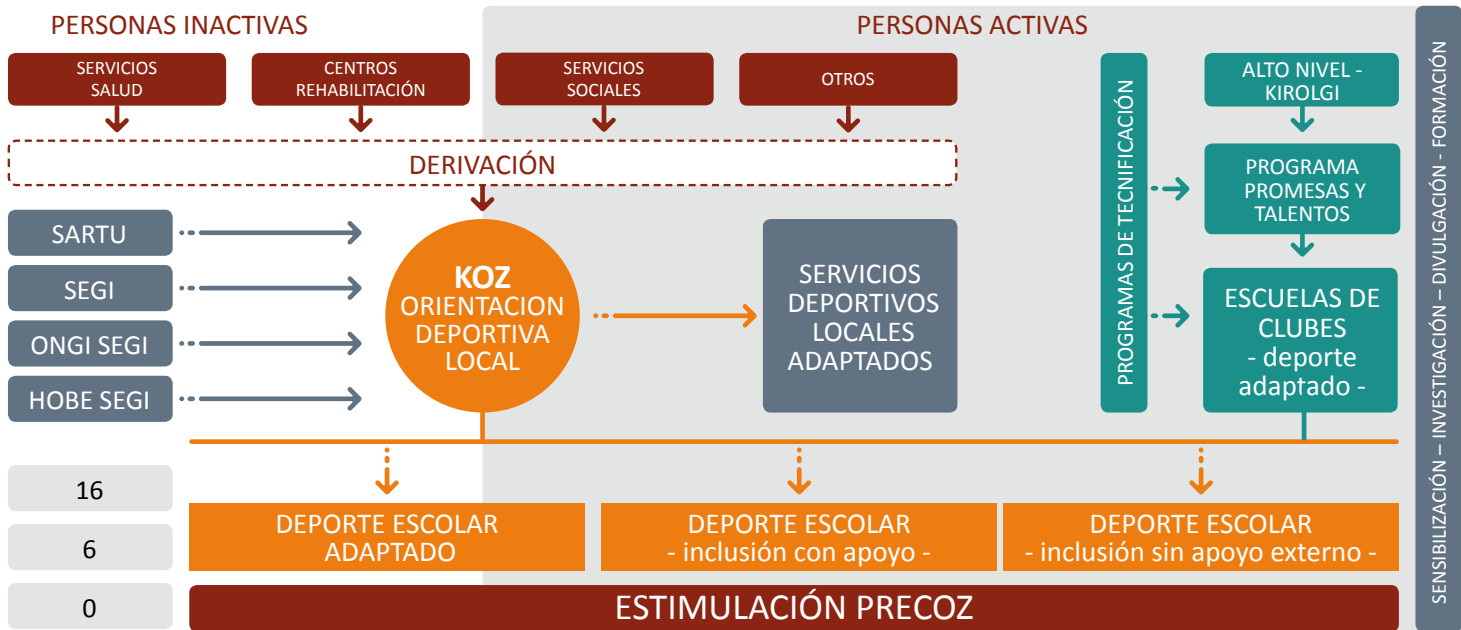 PERSONAS INACTIVAS
PERSONAS ACTIVAS
SERVICIOS
SALUD
CENTROS
REHABILITACIÓN
SERVICIOS
SOCIALES
OTROS
DERIVACIÓN
SARTU
SEGI
ONGI SEGI
HOBE SEGI
KOZ
ORIENTACION
DEPORTIVA
LOCAL
SERVICIOS
DEPORTIVOS
LOCALES
ADAPTADOS
PROGRAMAS DE TECNIFICACIÓN
ALTO NIVEL -
KIROLGI
PROGRAMA
PROMESAS Y
TALENTOS
ESCUELAS DE
CLUBES
- deporte
adaptado -
16
6
0
DEPORTE ESCOLAR
ADAPTADO
DEPORTE ESCOLAR
- inclusión con apoyo -
DEPORTE ESCOLAR
- inclusión sin apoyo externo -
ESTIMULACIÓN PRECOZ
SENSIBILIZACIÓN – INVESTIGACIÓN – DIVULGACIÓN - FORMACIÓN